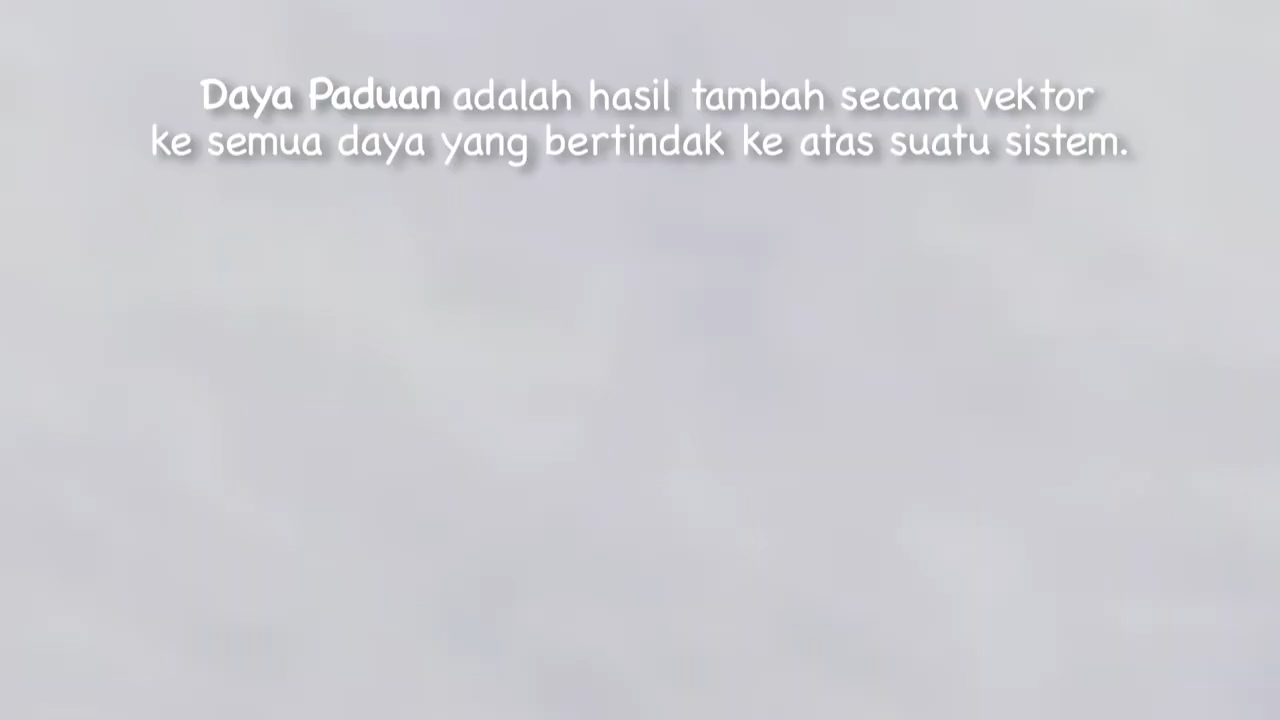 Daya Paduan adalah hasil tambah secara vektor
ke semua daya yang bertindak ke atas suatu sistem.